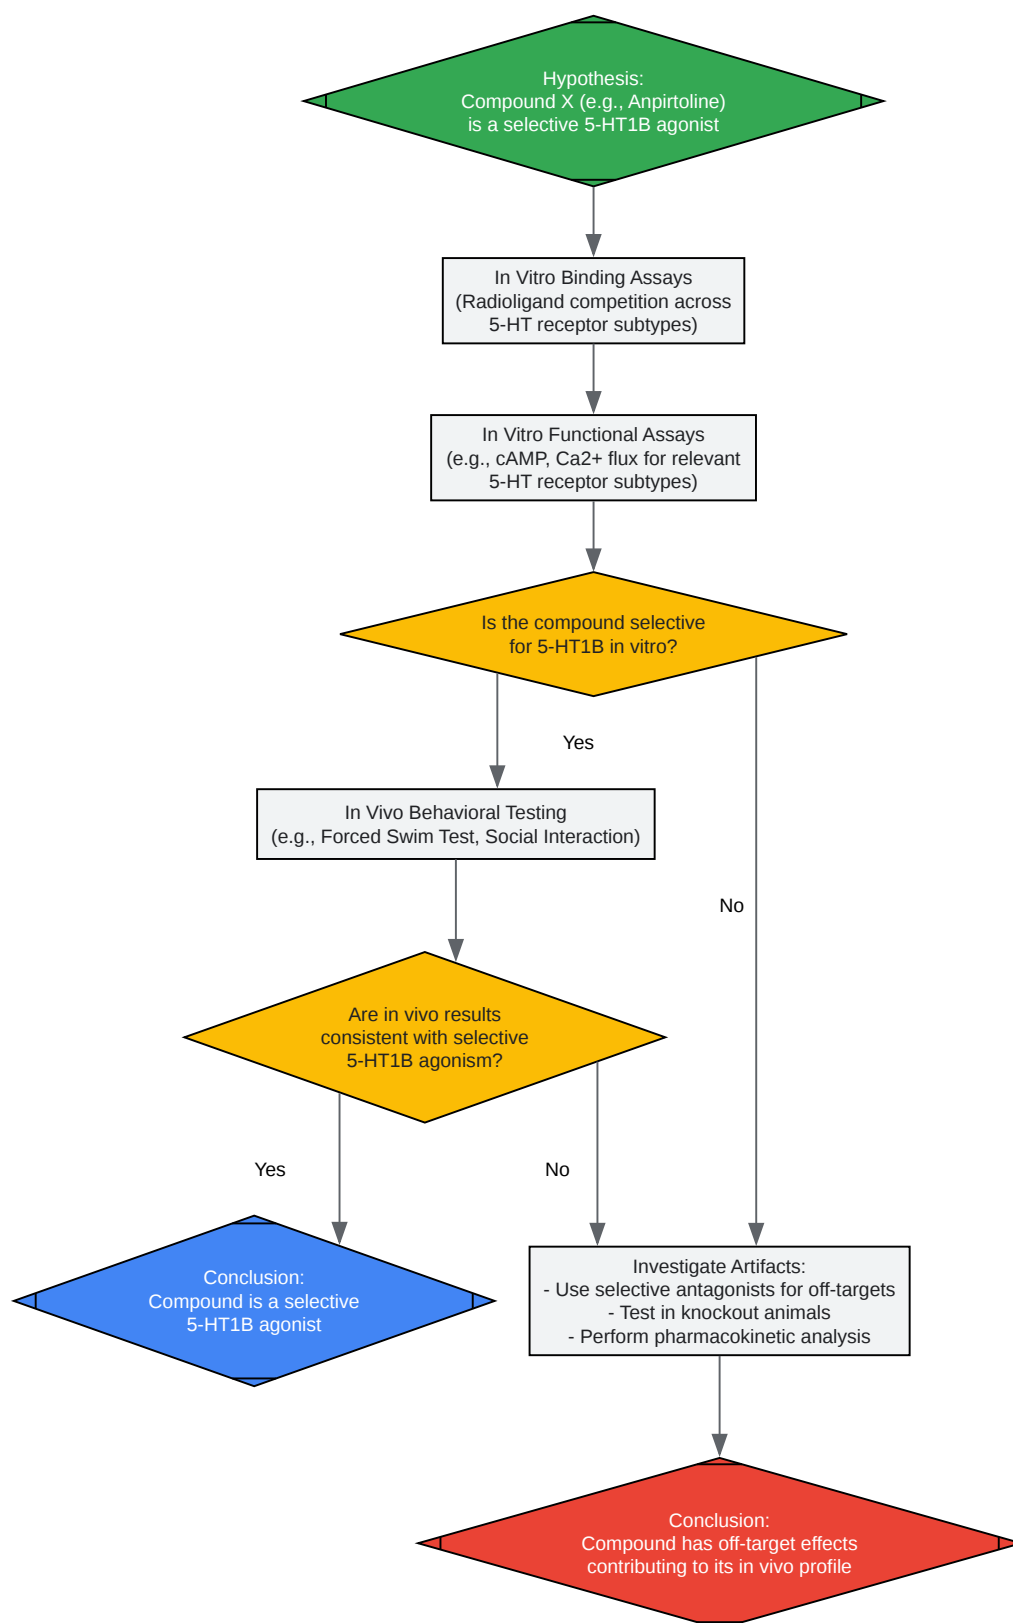 Hypothesis:
Compound X (e.g., Anpirtoline)
is a selective 5-HT1B agonist
In Vitro Binding Assays
(Radioligand competition across
5-HT receptor subtypes)
In Vitro Functional Assays
(e.g., cAMP, Ca2+ flux for relevant
5-HT receptor subtypes)
Is the compound selective
for 5-HT1B in vitro?
Yes
In Vivo Behavioral Testing
(e.g., Forced Swim Test, Social Interaction)
No
Are in vivo results
consistent with selective
5-HT1B agonism?
Yes
No
Conclusion:
Compound is a selective
5-HT1B agonist
Investigate Artifacts:
- Use selective antagonists for off-targets
- Test in knockout animals
- Perform pharmacokinetic analysis
Conclusion:
Compound has off-target effects
contributing to its in vivo profile